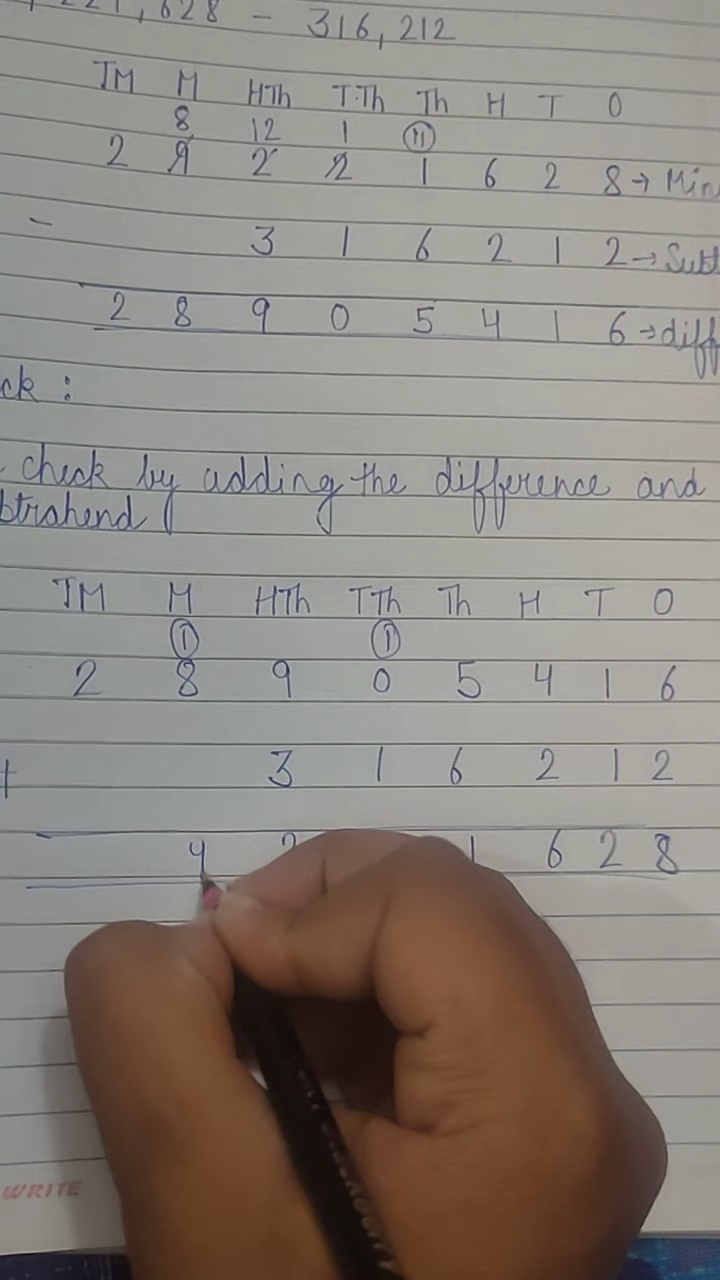 ,628 - 316,212
TM M HTh T.Th Th H T O
8 12 1 11
2 9 2 2 1 6 2 8 → Min
- 3 1 6 2 1 2 → Subt
2 8 9 0 5 4 1 6 → diff
ck :
check by adding the difference and
btrahend
TM M HTh TTh Th H T O
1 1
2 8 9 0 5 4 1 6
+ 3 1 6 2 1 2
1 6 2 8
WRITE